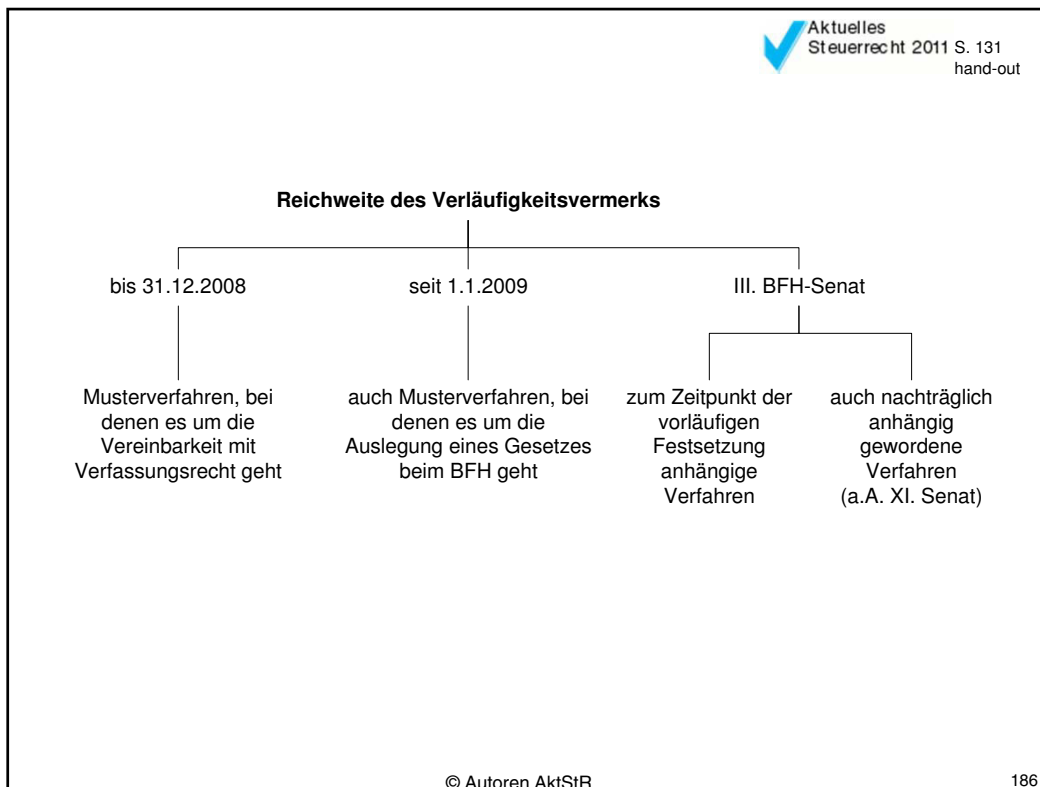 Aktuelles
Steuerrecht 2011 S. 131
hand-out
Reichweite des Verläufigkeitsvermerks
bis 31.12.2008
seit 1.1.2009
III. BFH-Senat
Musterverfahren, bei
denen es um die
Vereinbarkeit mit
Verfassungsrecht geht
auch Musterverfahren, bei
denen es um die
Auslegung eines Gesetzes
beim BFH geht
zum Zeitpunkt der
vorläufigen
Festsetzung
anhängige
Verfahren
auch nachträglich
anhängig
gewordene
Verfahren
(a.A. XI. Senat)
© Autoren AktStR
186